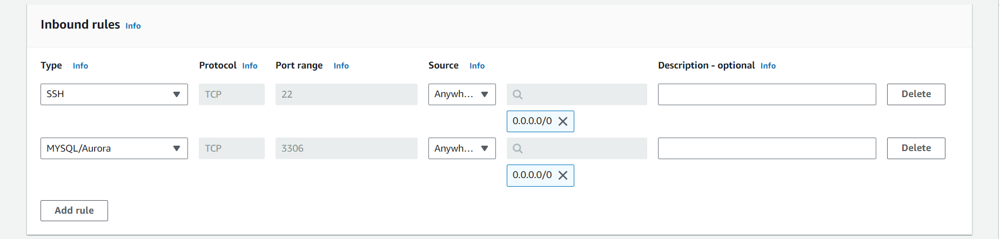 Inbound rules Info
Type Info Protocol Info Port range Info Source Info Description - optional Info
SSH TCP 22 Anywh... Delete
0.0.0.0/0
MYSQL/Aurora TCP 3306 Anywh... Delete
0.0.0.0/0
Add rule